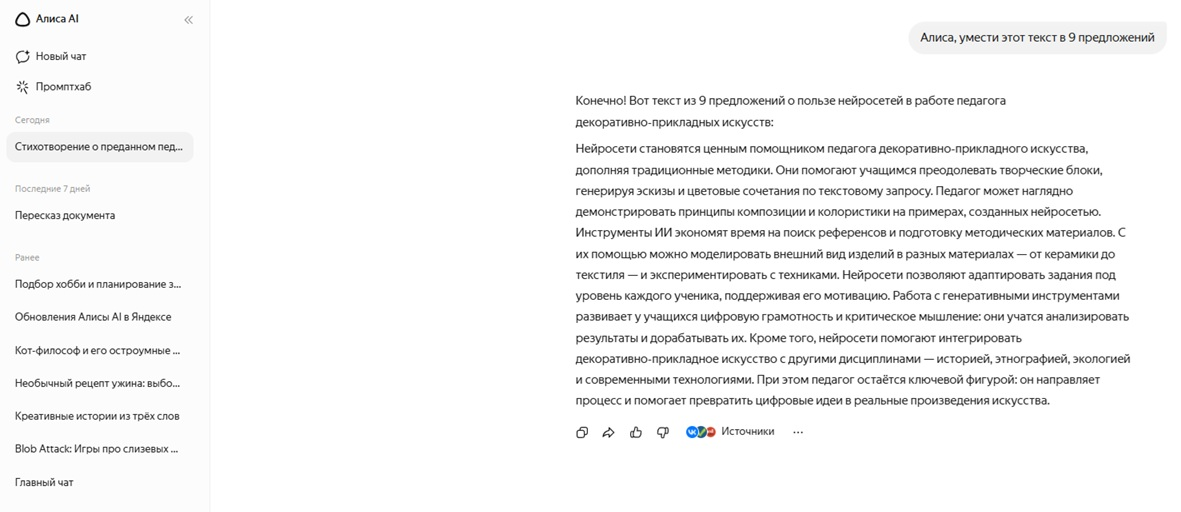 Алиса AI
Новый чат
Промптхаб
Сегодня
Стихотворение о преданном пед...
Последние 7 дней
Пересказ документа
Ранее
Подбор хобби и планирование з...
Обновления Алисы AI в Яндексе
Кот-философ и его остроумные ...
Необычный рецепт ужина: выбо...
Креативные истории из трёх слов
Blob Attack: Игры про слизевых ...
Главный чат
Алиса, умести этот текст в 9 предложений
Конечно! Вот текст из 9 предложений о пользе нейросетей в работе педагога
декоративно-прикладных искусств:
Нейросети становятся ценным помощником педагога декоративно-прикладного искусства,
дополняя традиционные методики. Они помогают учащимся преодолевать творческие блоки,
генерируя эскизы и цветовые сочетания по текстовому запросу. Педагог может наглядно
демонстрировать принципы композиции и колористики на примерах, созданных нейросетью.
Инструменты ИИ экономят время на поиск референсов и подготовку методических материалов. С
их помощью можно моделировать внешний вид изделий в разных материалах — от керамики до
текстиля — и экспериментировать с техниками. Нейросети позволяют адаптировать задания под
уровень каждого ученика, поддерживая его мотивацию. Работа с генеративными инструментами
развивает у учащихся цифровую грамотность и критическое мышление: они учатся анализировать
результаты и дорабатывать их. Кроме того, нейросети помогают интегрировать
декоративно-прикладное искусство с другими дисциплинами — историей, этнографией, экологией
и современными технологиями. При этом педагог остаётся ключевой фигурой: он направляет
процесс и помогает превратить цифровые идеи в реальные произведения искусства.
Источники